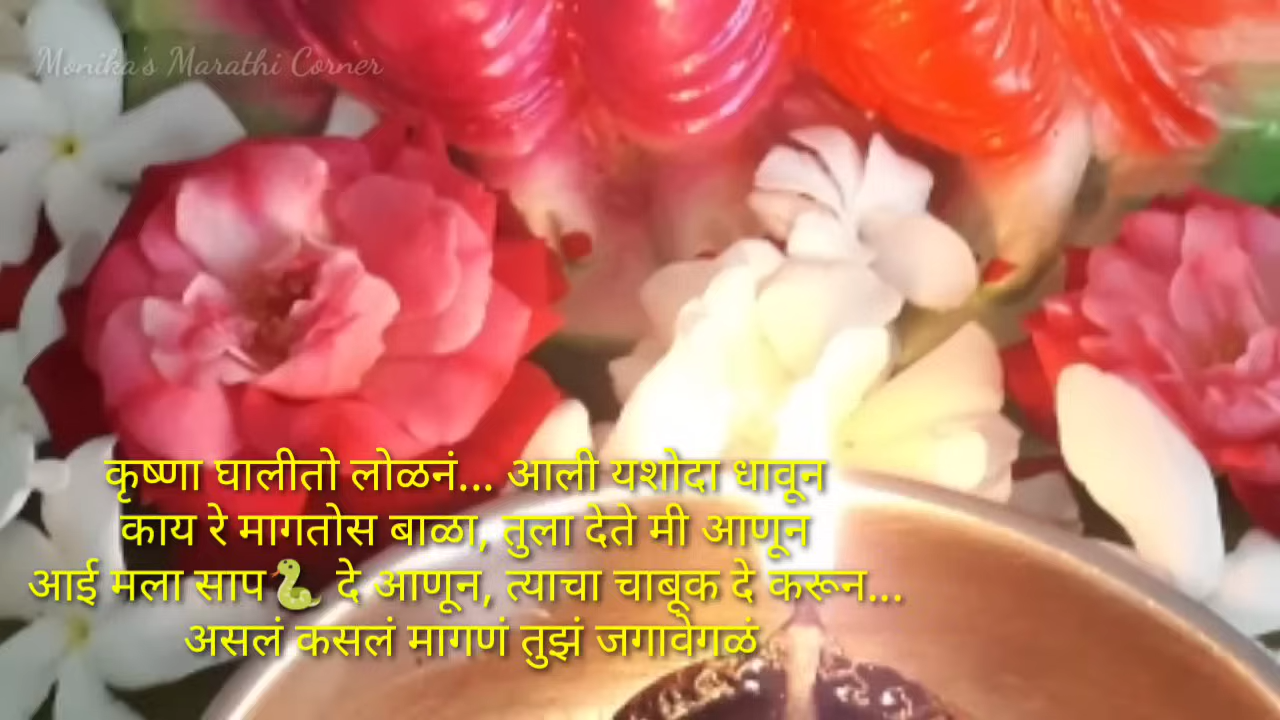 Monika's Marathi Corner
कृष्णा घालीतो लोळनं... आली यशोदा धावून
काय रे मागतोस बाळा, तुला देते मी आणून
आई मला साप🐍 दे आणून, त्याचा चाबूक दे करून...
असलं कसलं मागणं तुझं जगावेगळं